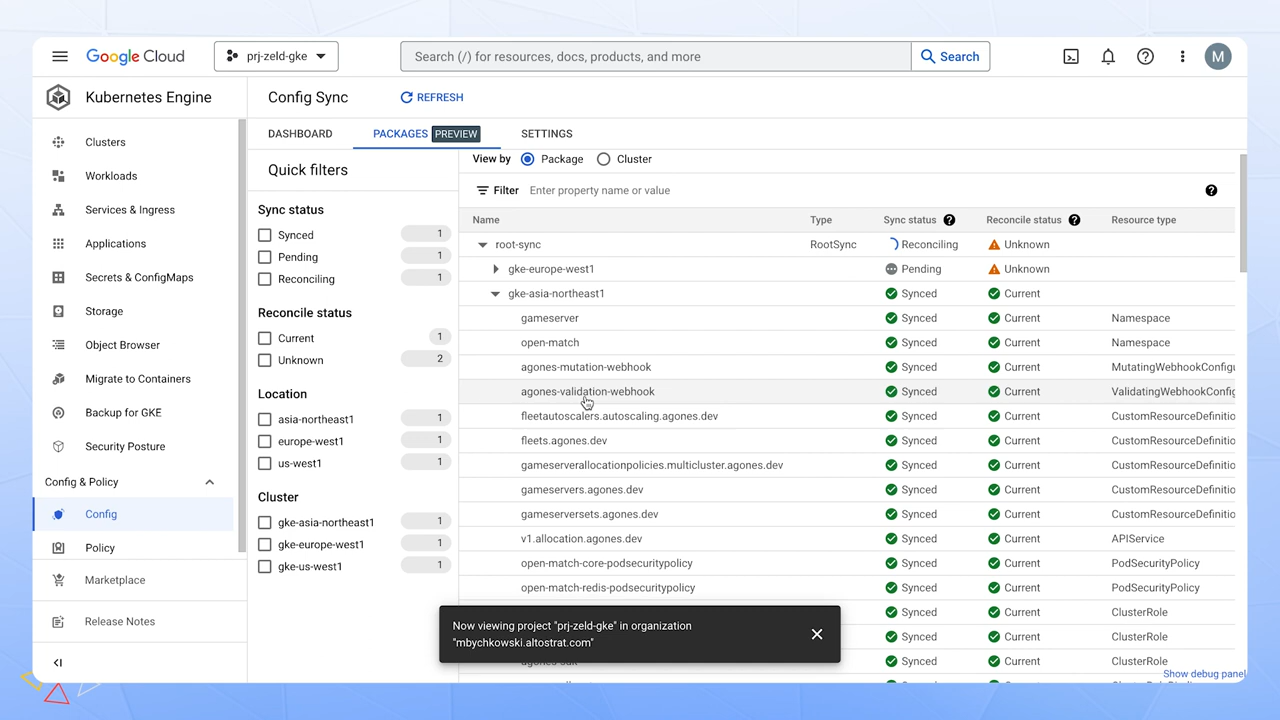 Google Cloud
prj-zeld-gke
Search (/) for resources, docs, products, and more
Search
M
Kubernetes Engine
Clusters
Workloads
Services & Ingress
Applications
Secrets & ConfigMaps
Storage
Object Browser
Migrate to Containers
Backup for GKE
Security Posture
Config & Policy
Config
Policy
Marketplace
Release Notes
Config Sync
REFRESH
DASHBOARD
PACKAGES PREVIEW
SETTINGS
Quick filters
Sync status
Synced 1
Pending 1
Reconciling 1
Reconcile status
Current 1
Unknown 2
Location
asia-northeast1 1
europe-west1 1
us-west1 1
Cluster
gke-asia-northeast1 1
gke-europe-west1 1
gke-us-west1 1
View by Package Cluster
Filter Enter property name or value
Name Type Sync status Reconcile status Resource type
root-sync RootSync Reconciling Unknown
gke-europe-west1 Pending Unknown
gke-asia-northeast1 Synced Current
gameserver Synced Current Namespace
open-match Synced Current Namespace
agones-mutation-webhook Synced Current MutatingWebhookConfigu
agones-validation-webhook Synced Current ValidatingWebhookConfig
fleetautoscalers.autoscaling.agones.dev Synced Current CustomResourceDefinitio
fleets.agones.dev Synced Current CustomResourceDefinitio
gameserverallocationpolicies.multicluster.agones.dev Synced Current CustomResourceDefinitio
gameservers.agones.dev Synced Current CustomResourceDefinitio
gameserversets.agones.dev Synced Current CustomResourceDefinitio
v1.allocation.agones.dev Synced Current APIService
open-match-core-podsecuritypolicy Synced Current PodSecurityPolicy
open-match-redis-podsecuritypolicy Synced Current PodSecurityPolicy
Synced Current ClusterRole
Synced Current ClusterRole
Synced Current ClusterRole
Now viewing project "prj-zeld-gke" in organization
"mbychkowski.altostrat.com"
Show debug panel